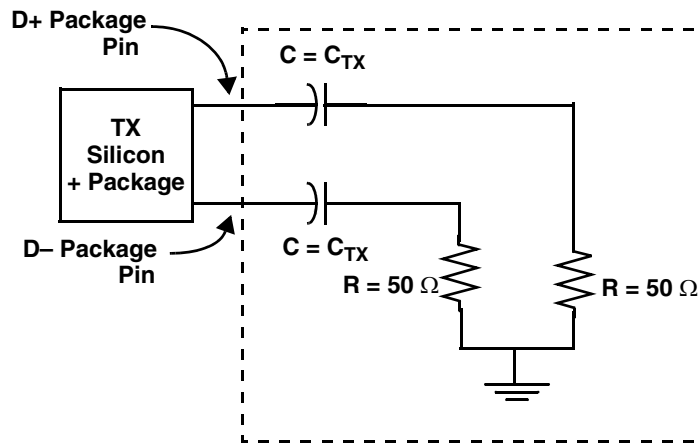 D+ Package
Pin
C = CTX
TX
Silicon
+ Package
D– Package
Pin
C = CTX
R = 50 Ω
R = 50 Ω